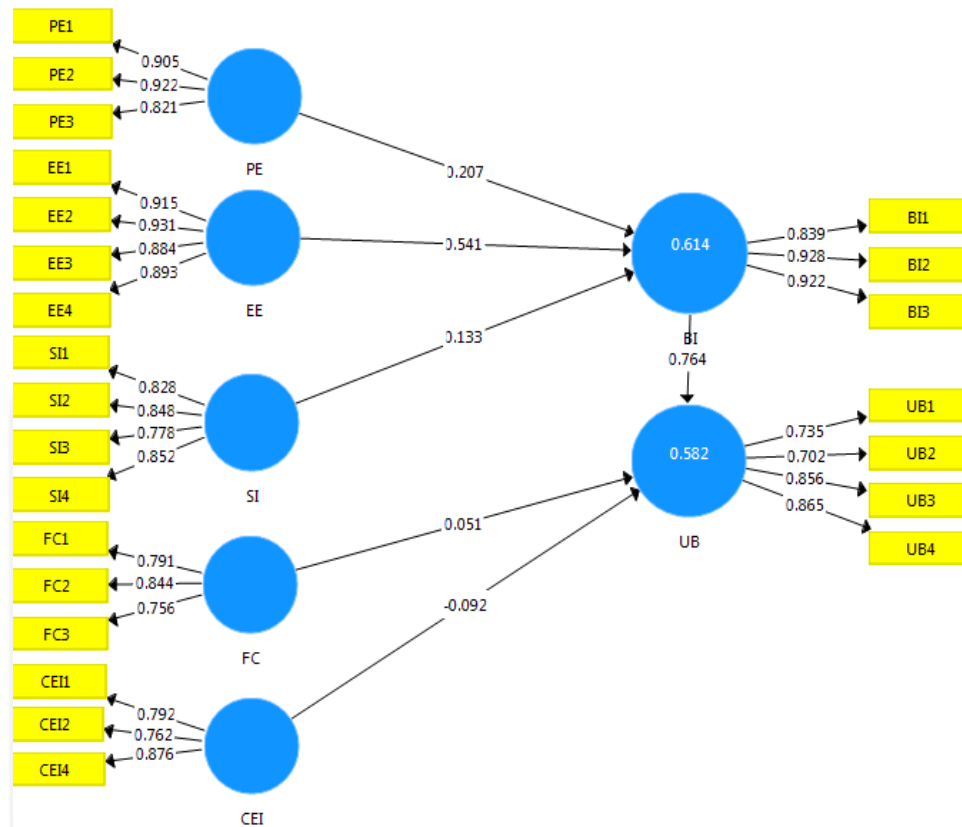 PE1
PE2
PE3
0.905
0.922
0.821
PE
EE1
EE2
EE3
EE4
0.915
0.931
0.884
0.893
EE
SI1
SI2
SI3
SI4
0.828
0.848
0.778
0.852
SI
FC1
FC2
FC3
0.791
0.844
0.756
FC
CEI1
CEI2
CEI4
0.792
0.762
0.876
CEI
0.207
0.541
0.133
0.051
-0.092
0.614
BI
0.764
0.582
UB
0.839
0.928
0.922
BI1
BI2
BI3
0.735
0.702
0.856
0.865
UB1
UB2
UB3
UB4